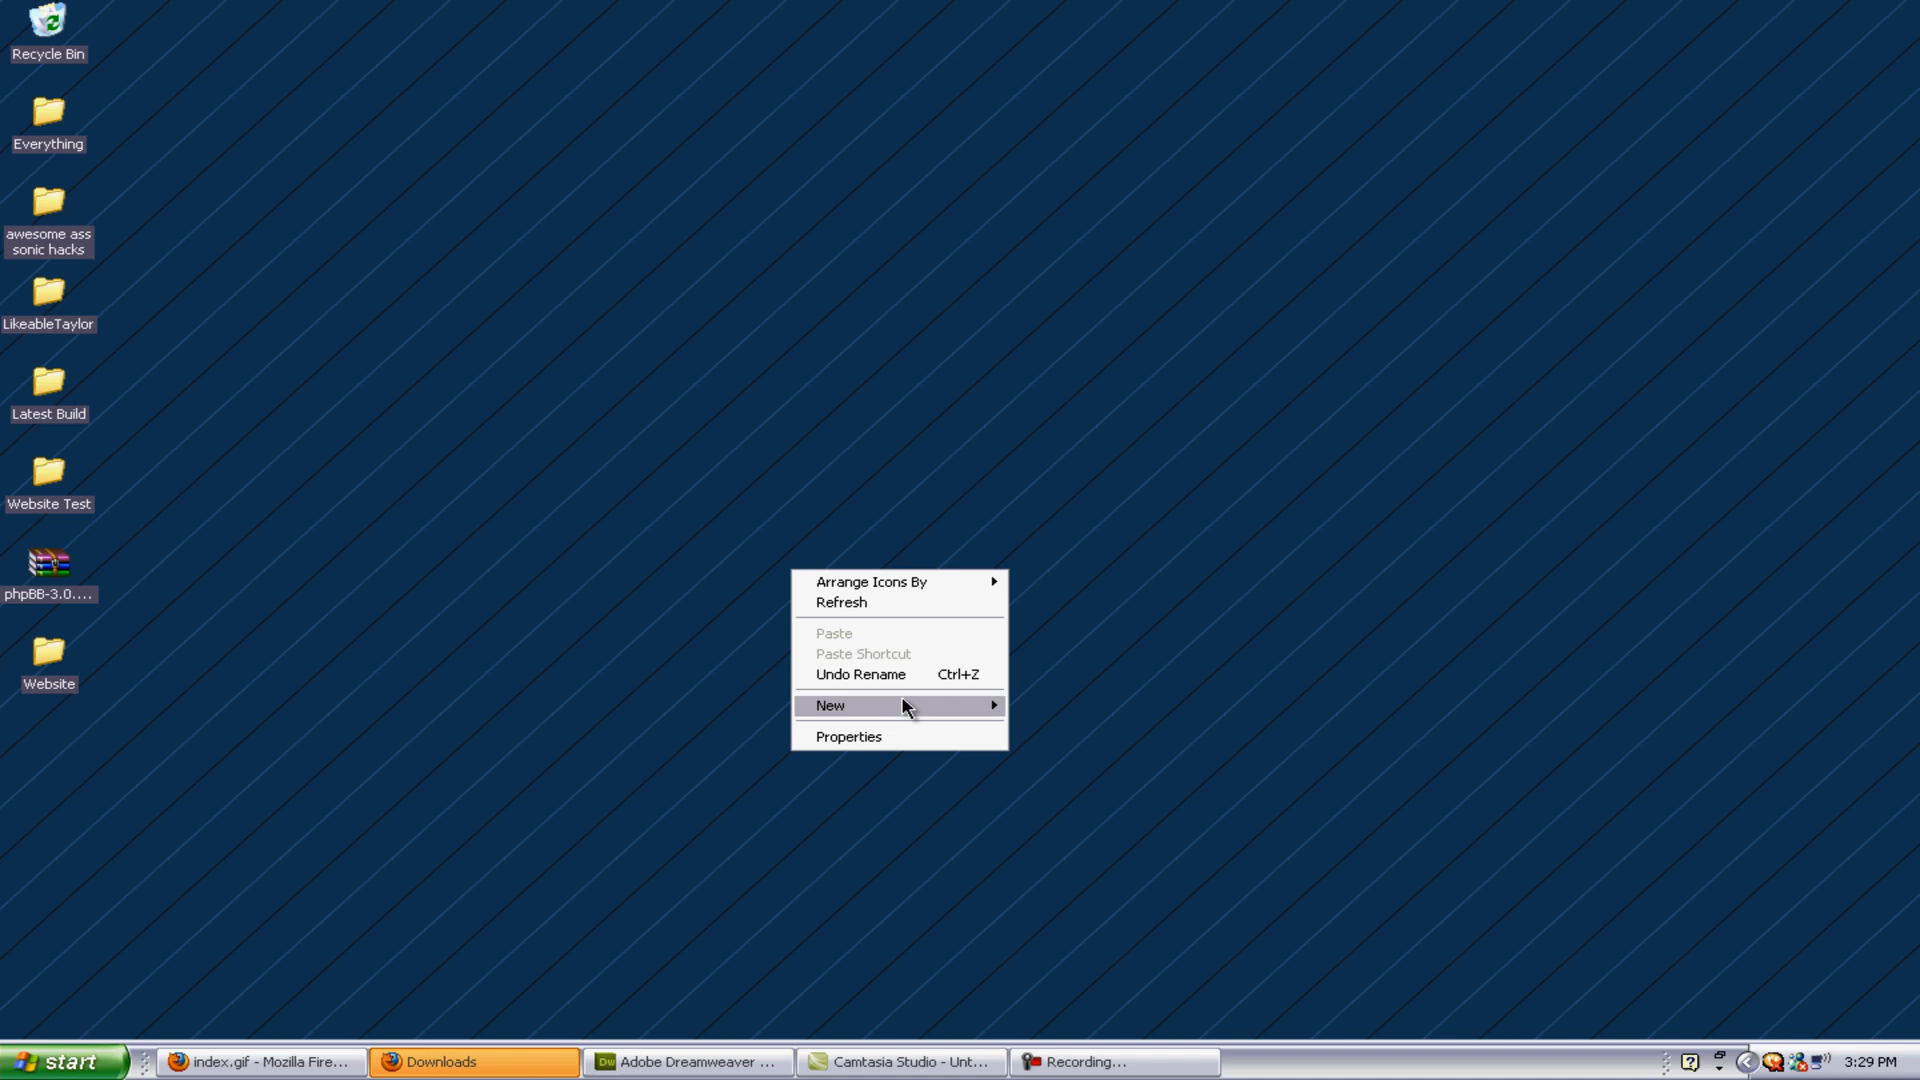 Recycle Bin
Everything
awesome ass
sonic hacks
LikeableTaylor
Latest Build
Website Test
phpBB-3.0....
Website
Arrange Icons By
Refresh
Paste
Paste Shortcut
Undo Rename Ctrl+Z
New
Properties
start
index.gif - Mozilla Fire...
Downloads
Dw Adobe Dreamweaver ...
Camtasia Studio - Unt...
Recording...
3:29 PM